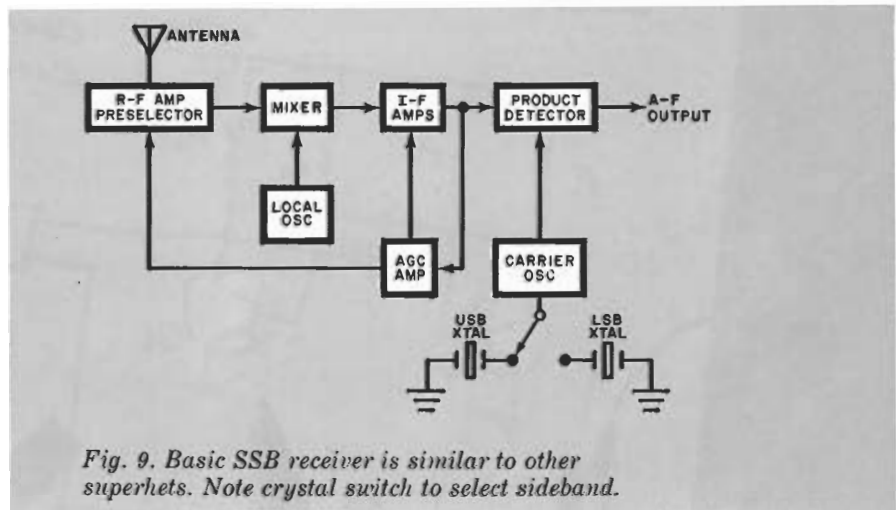 ANTENNA
R-F AMP
PRESELECTOR
MIXER
I-F
AMPS
PRODUCT
DETECTOR
A-F
OUTPUT
LOCAL
OSC
AGC
AMP
CARRIER
OSC
USB
XTAL
LSB
XTAL
Fig. 9. Basic SSB receiver is similar to other
superhets. Note crystal switch to select sideband.